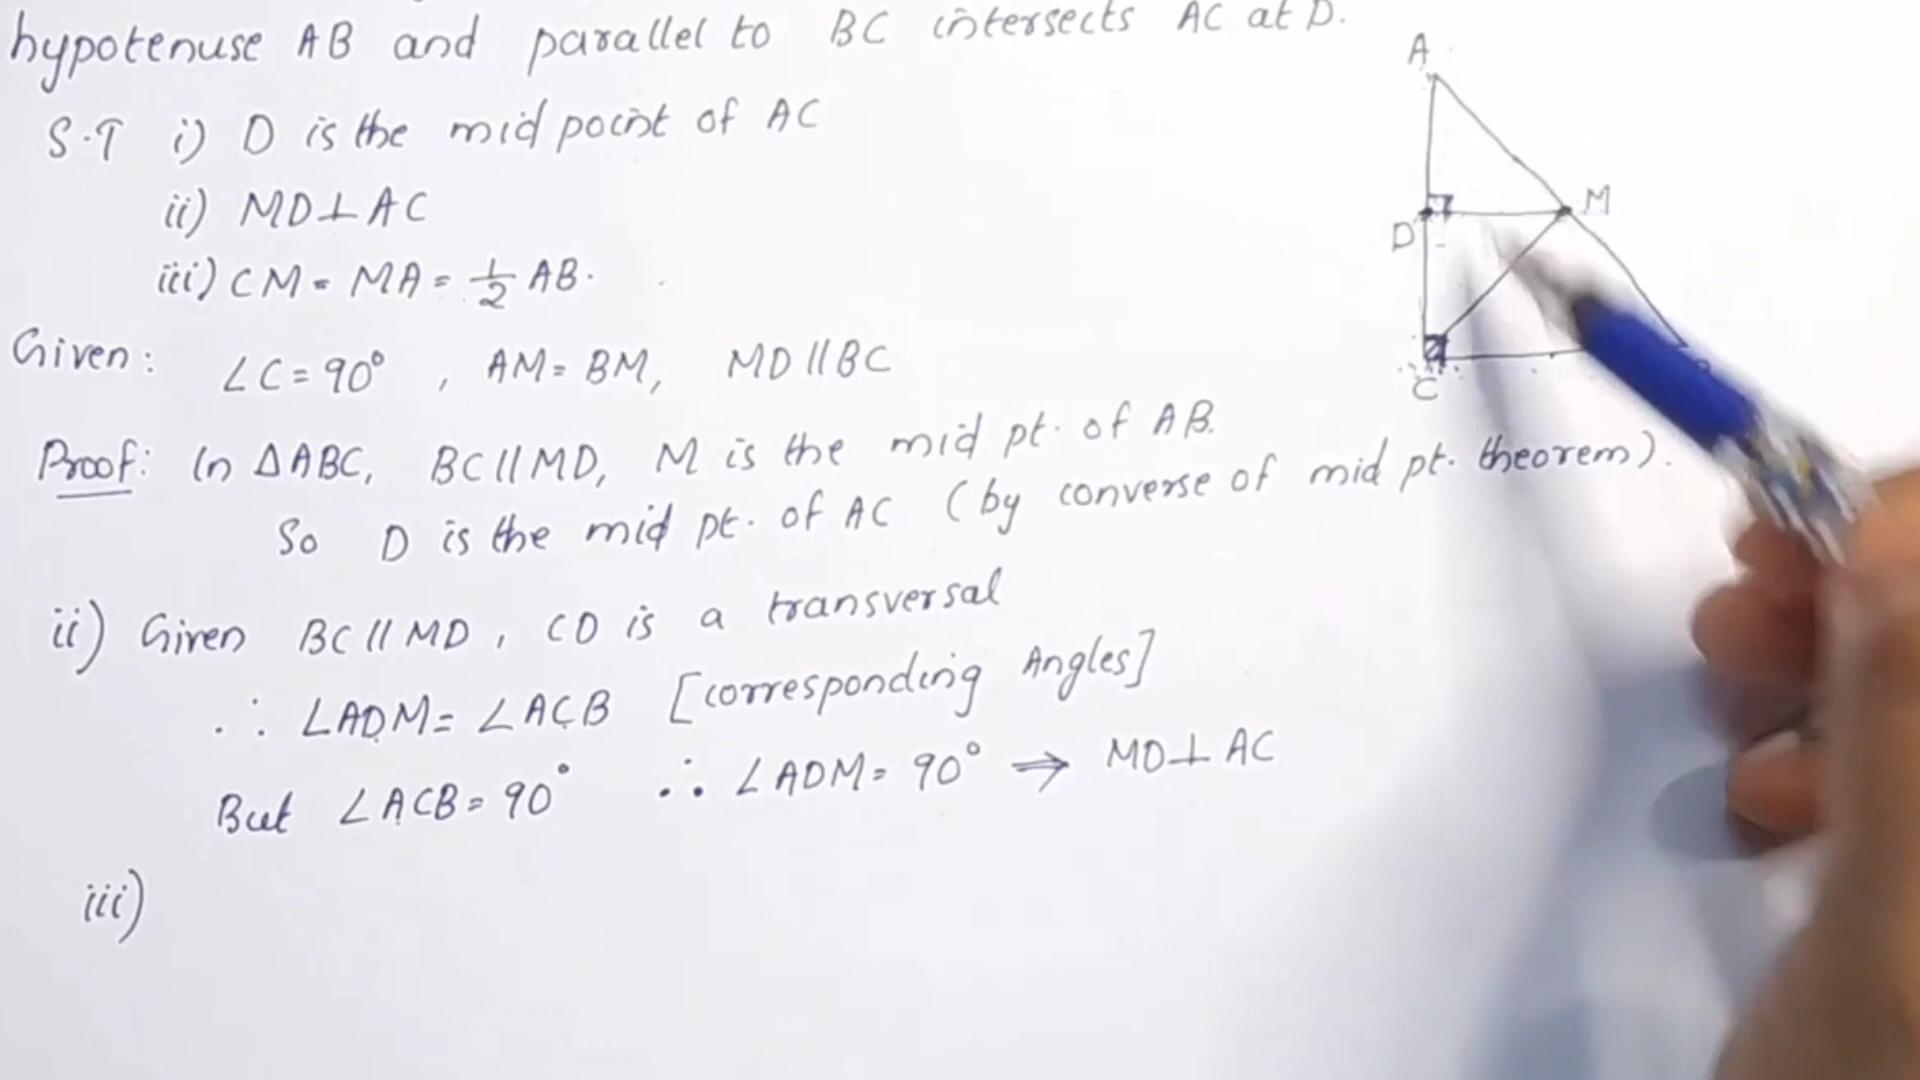 hypotenuse AB and parallel to BC intersects AC at D.
S.T i) D is the mid point of AC
ii) MD⊥AC
iii) CM = MA = 1/2 AB.
Given: ∠C = 90°, AM = BM, MD // BC
Proof: In ΔABC, BC // MD, M is the mid pt. of AB.
So D is the mid pt. of AC (by converse of mid pt. theorem).
ii) Given BC // MD, CD is a transversal
∴ ∠ADM = ∠ACB [corresponding Angles]
But ∠ACB = 90° ∴ ∠ADM = 90° ⇒ MD⊥AC
iii)
A
M
D
C